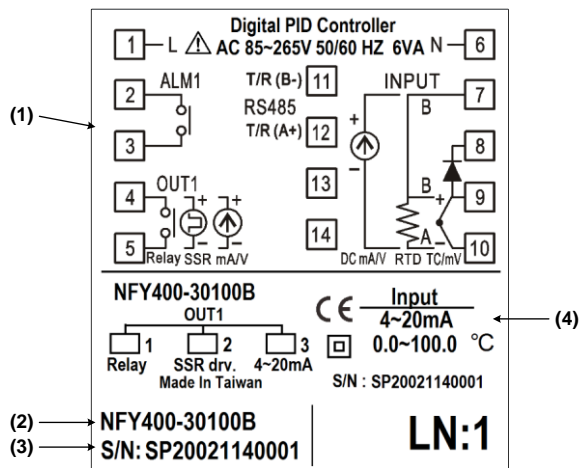 Digital PID Controller
1 L AC 85~265V 50/60 HZ 6VA N 6
2 ALM1
3
T/R (B-) 11
RS485
T/R (A+) 12
13
14
INPUT
B 7
+
−
8
B + 9
A − 10
DC mA/V RTD TC/mV
4 OUT1
+ +
− −
5 Relay SSR mA/V
(1)
NFY400-30100B
OUT1
1 2 3
Relay SSR drv. 4~20mA
Made In Taiwan
CE
Input
4~20mA
0.0~100.0 °C
S/N : SP20021140001
(4)
(2) NFY400-30100B
(3) S/N: SP20021140001
LN:1